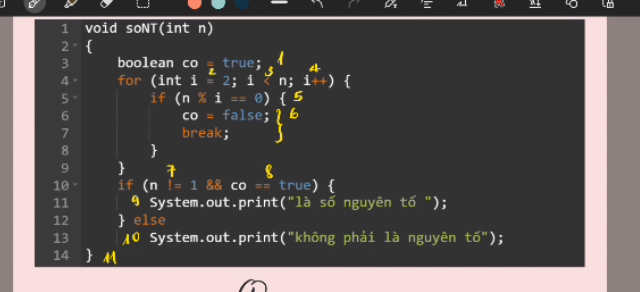 1 void soNT(int n)
2 {
3 boolean co = true; 1
4 for (int i = 2; i < n; i++) { 2 3 4
5 if (n % i == 0) { 5
6 co = false; } 6
7 break;
8 }
9 } 7 8
10 if (n != 1 && co == true) {
11 9 System.out.print("là số nguyên tố ");
12 } else
13 10 System.out.print("không phải là nguyên tố");
14 } 11